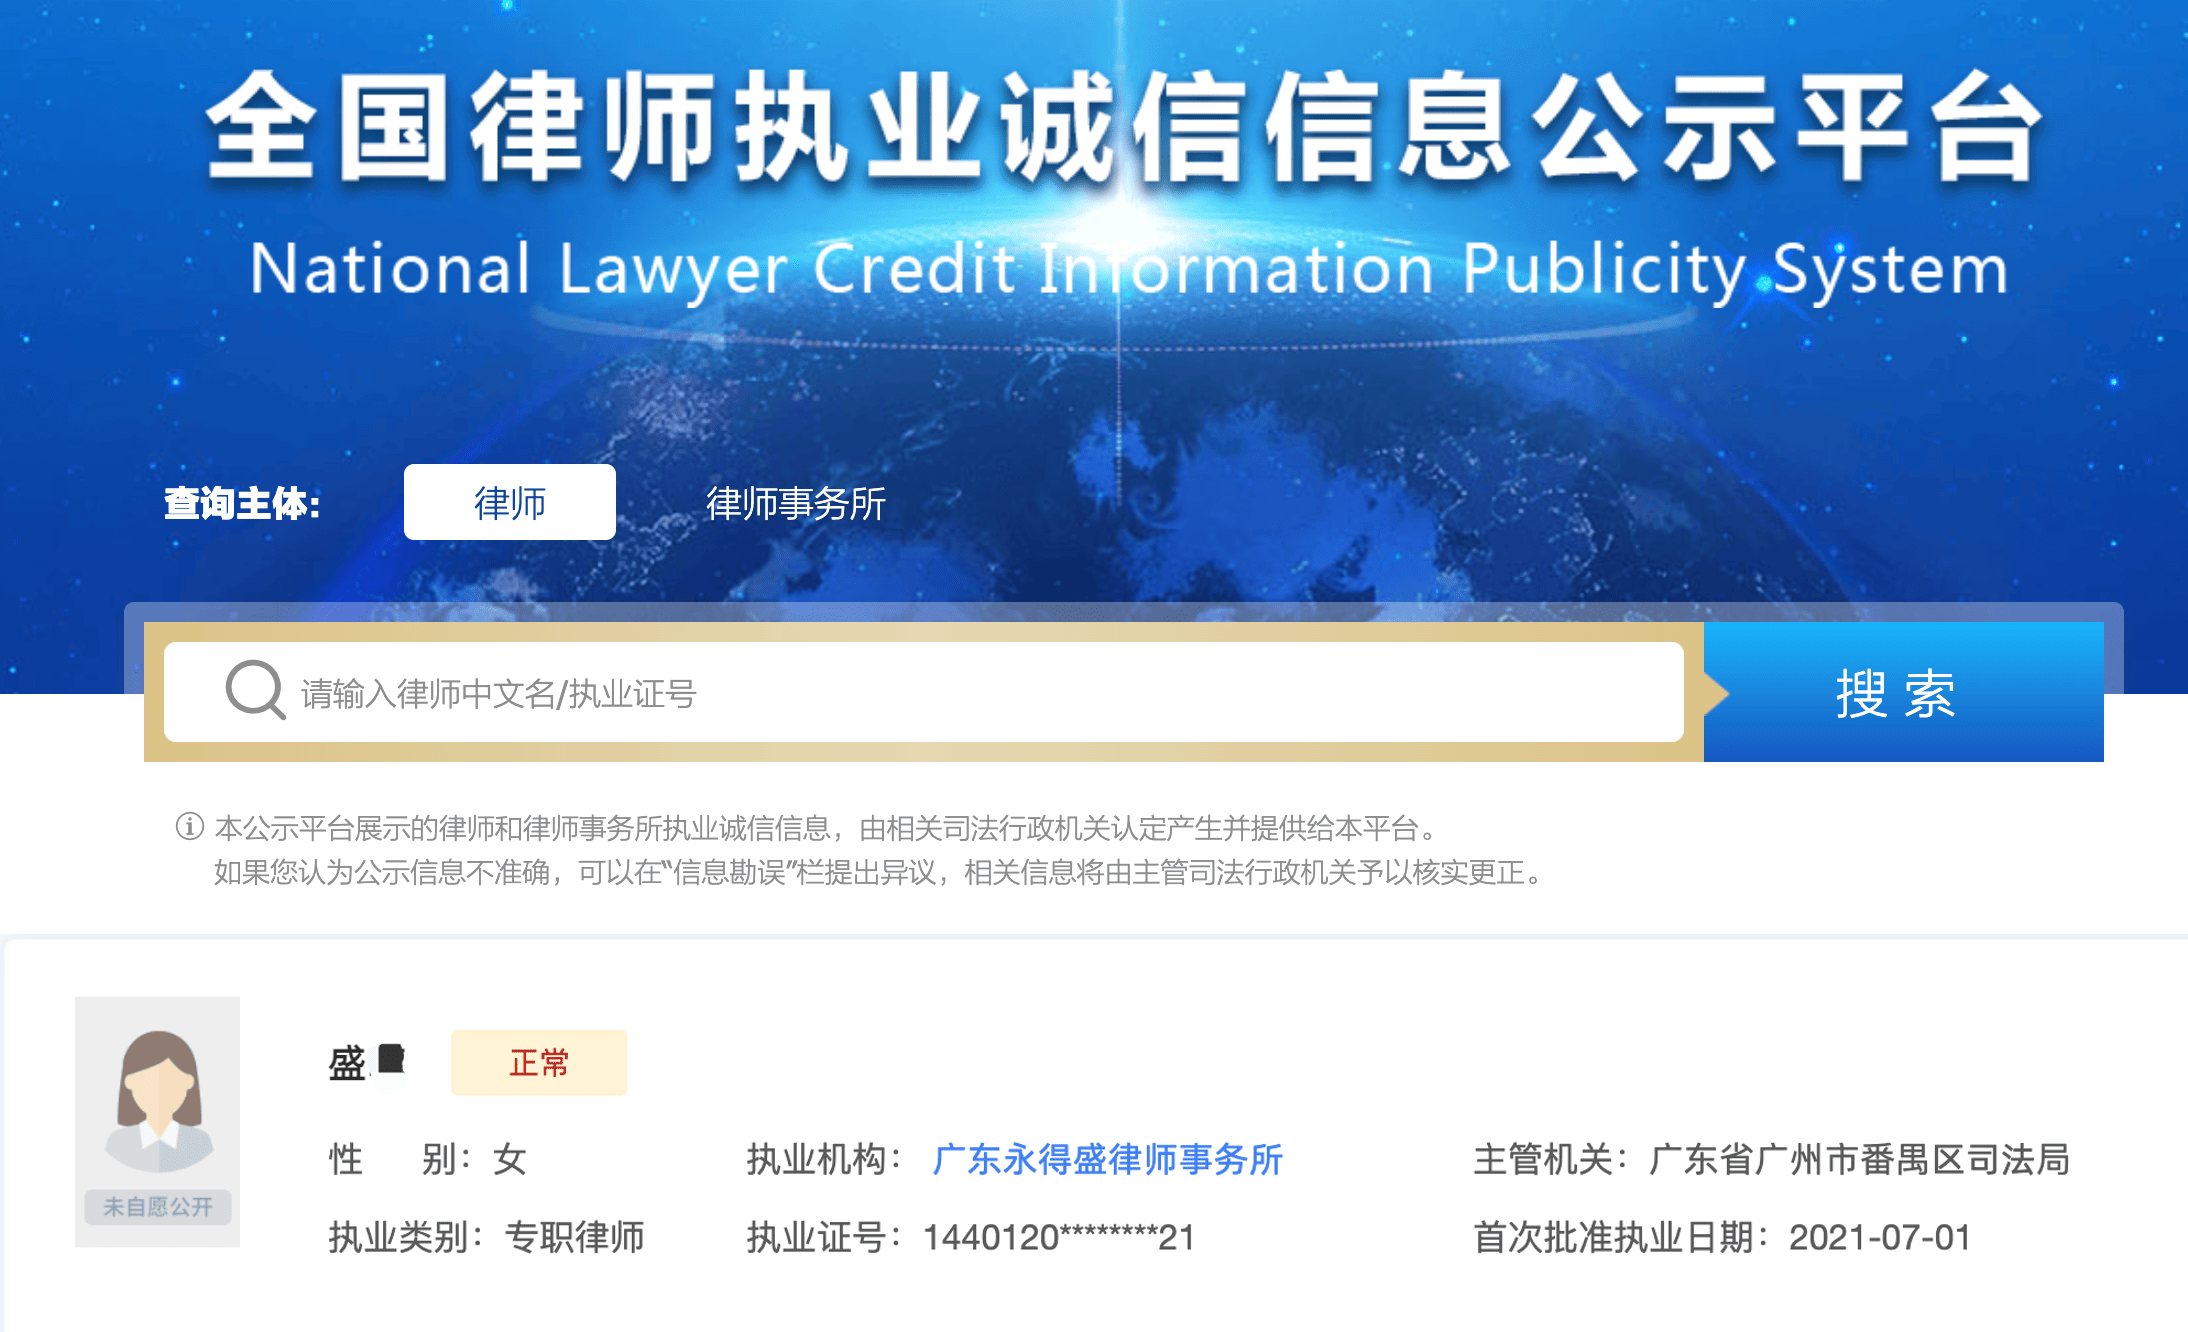 全国律师执业诚信信息公示平台
National Lawyer Credit Information Publicity System
查询主体: 律师 律师事务所
请输入律师中文名/执业证号 搜索
本公示平台展示的律师和律师事务所执业诚信信息，由相关司法行政机关认定产生并提供给本平台。
如果您认为公示信息不准确，可以在“信息勘误”栏提出异议，相关信息将由主管司法行政机关予以核实更正。
盛 正常
性 别：女 执业机构：广东永得盛律师事务所 主管机关：广东省广州市番禺区司法局
未自愿公开
执业类别：专职律师 执业证号：1440120********21 首次批准执业日期：2021-07-01